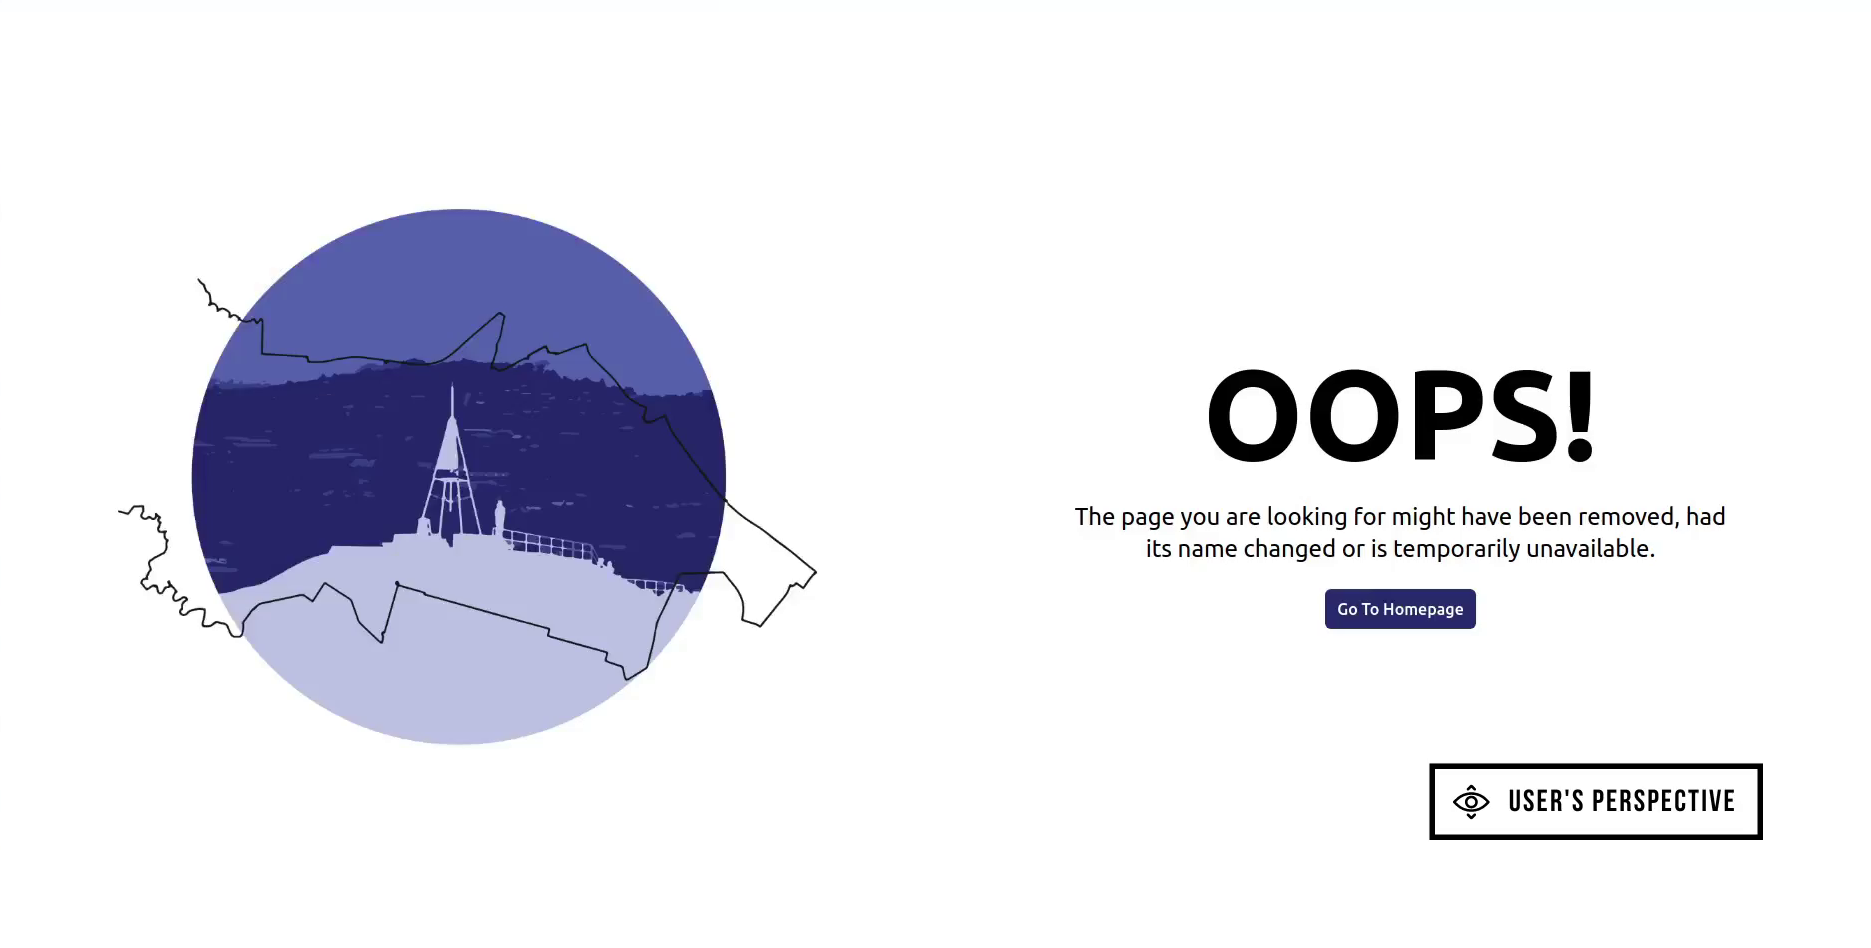 OOPS!
The page you are looking for might have been removed, had
its name changed or is temporarily unavailable.
Go To Homepage
USER'S PERSPECTIVE